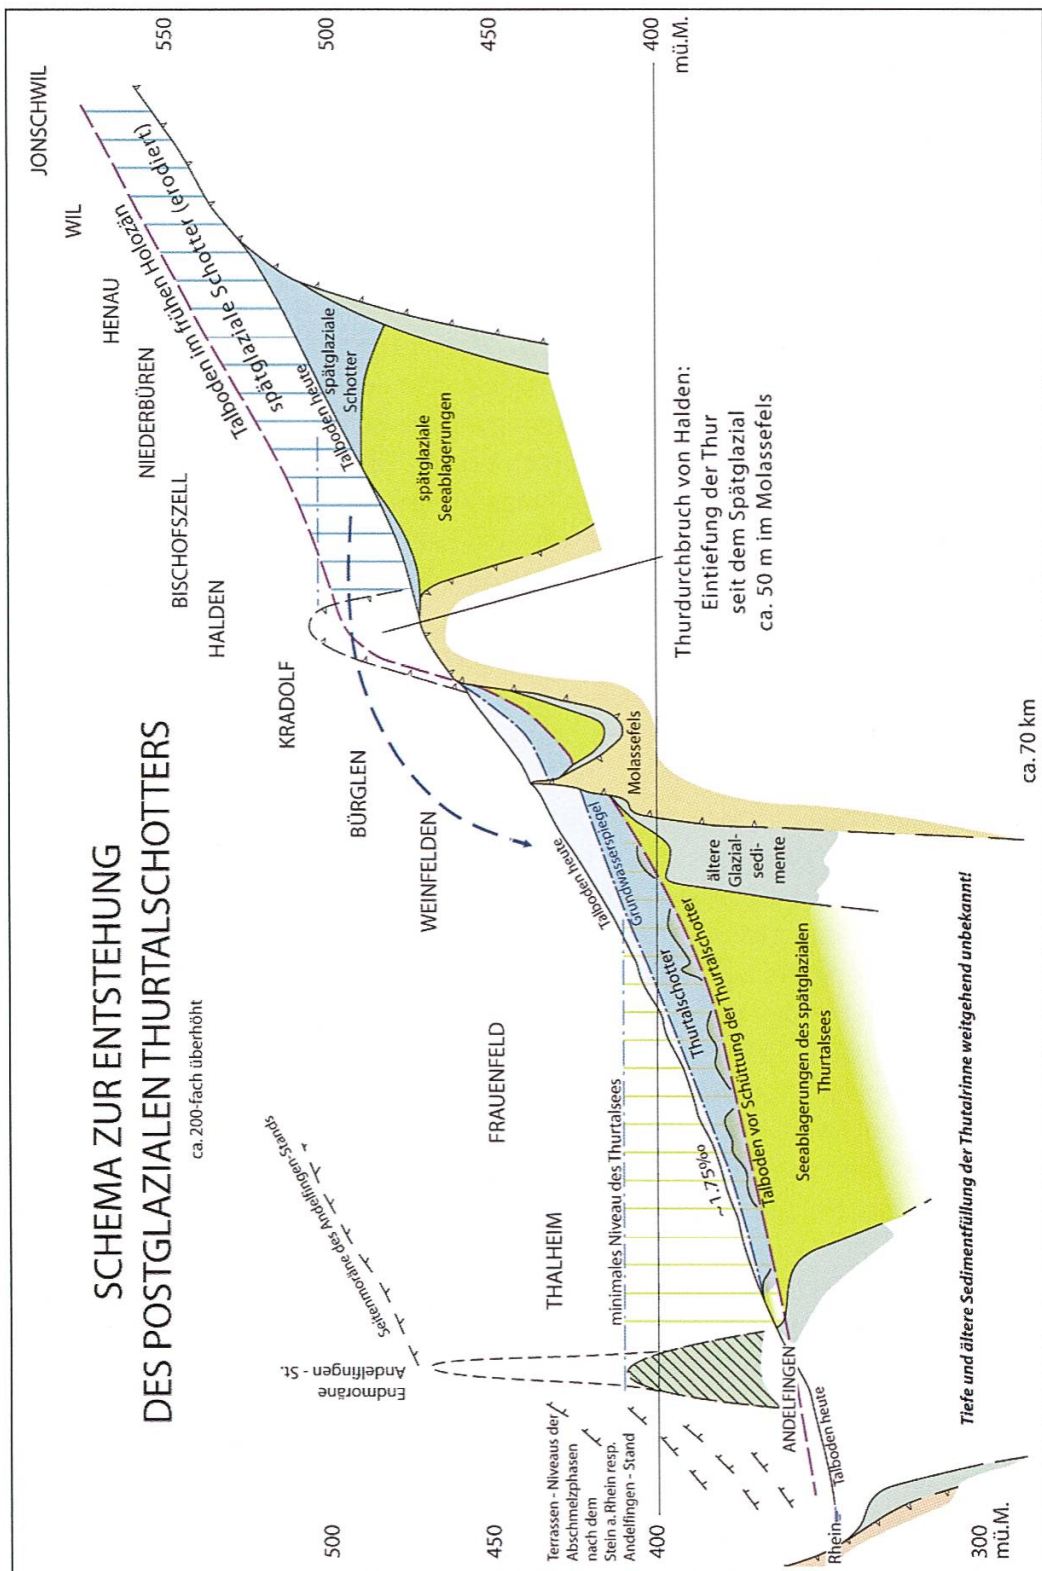 SCHEMA ZUR ENTSTEHUNG
DES POSTGLAZIALEN THURTALSCHOTTERS
ca. 200-fach überhöht
JONSCHWIL
WIL
HENAU
NIEDERBÜREN
BISCHOFSZELL
HALDEN
KRADOLF
BÜRGLEN
WEINFELDEN
FRAUENFELD
THALHEIM
ANDELFINGEN
550
500
450
400
mü.M.
500
450
400
300
mü.M.
Talboden im frühen Holozän
spätglaziale Schotter (erodiert)
Talboden heute
spätglaziale
Schotter
spätglaziale
Seeablagerungen
Thurdurchbruch von Halden:
Eintiefung der Thur
seit dem Spätglazial
ca. 50 m im Molassefels
Molassefels
Talboden heute
Grundwasserspiegel
ältere
Glazial-
sedi-
mente
Thurtalschotter
Talboden vor Schüttung der Thurtalschotter
Seeablagerungen des spätglazialen
Thurtalsees
~1.75‰
minimales Niveau des Thurtalsees
Seitenmoräne des Andelfingen-Stands
Endmoräne
Andelfingen - St.
Terrassen - Niveaus der
Abschmelzphasen
nach dem
Stein a. Rhein resp.
Andelfingen - Stand
Rhein
Talboden heute
Tiefe und ältere Sedimentfüllung der Thutalrinne weitgehend unbekannt!
ca. 70 km